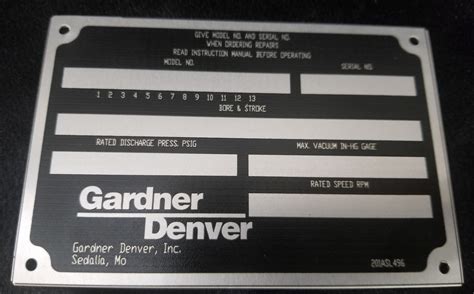 GIVE MODEL NO. AND SERIAL NO.
WHEN ORDERING REPAIRS
READ INSTRUCTION MANUAL BEFORE OPERATING
MODEL NO. SERIAL NO.
1 2 3 4 5 6 7 8 9 10 11 12 13
BORE & STROKE
RATED DISCHARGE PRESS. PSIG MAX. VACUUM IN-HG GAGE
RATED SPEED RPM
Gardner
Denver
Gardner Denver, Inc.
Sedalia, Mo
201ASL496